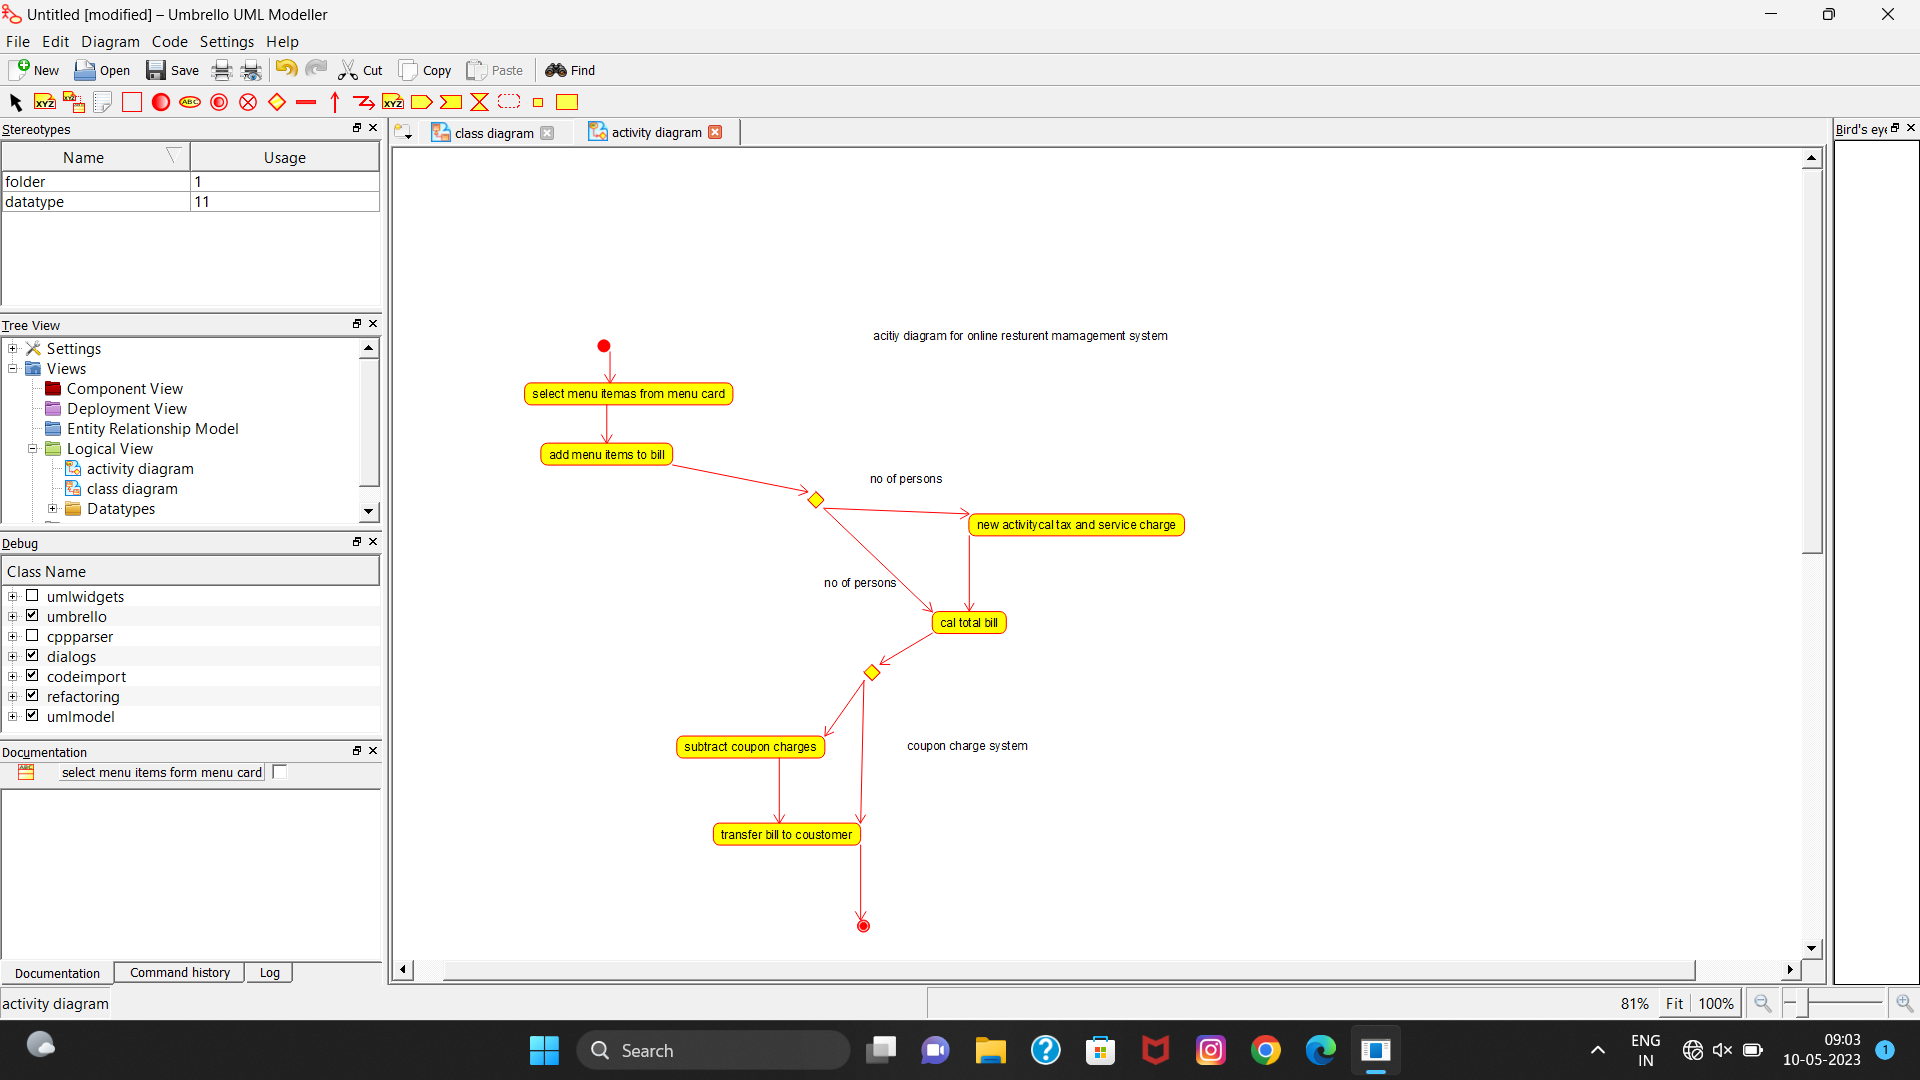 Untitled [modified] – Umbrello UML Modeller
File Edit Diagram Code Settings Help
New Open Save Cut Copy Paste Find
XYZ XYZ ABC XYZ
Stereotypes
Name Usage
folder 1
datatype 11
Tree View
Settings
Views
Component View
Deployment View
Entity Relationship Model
Logical View
activity diagram
class diagram
Datatypes
Debug
Class Name
umlwidgets
umbrello
cppparser
dialogs
codeimport
refactoring
umlmodel
Documentation
select menu items form menu card
Documentation Command history Log
class diagram activity diagram
acitiy diagram for online resturent mamagement system
select menu itemas from menu card
add menu items to bill
no of persons
new activitycal tax and service charge
no of persons
cal total bill
subtract coupon charges
coupon charge system
transfer bill to coustomer
Bird's eye
activity diagram
81% Fit 100%
Search
ENG
IN
09:03
10-05-2023
1